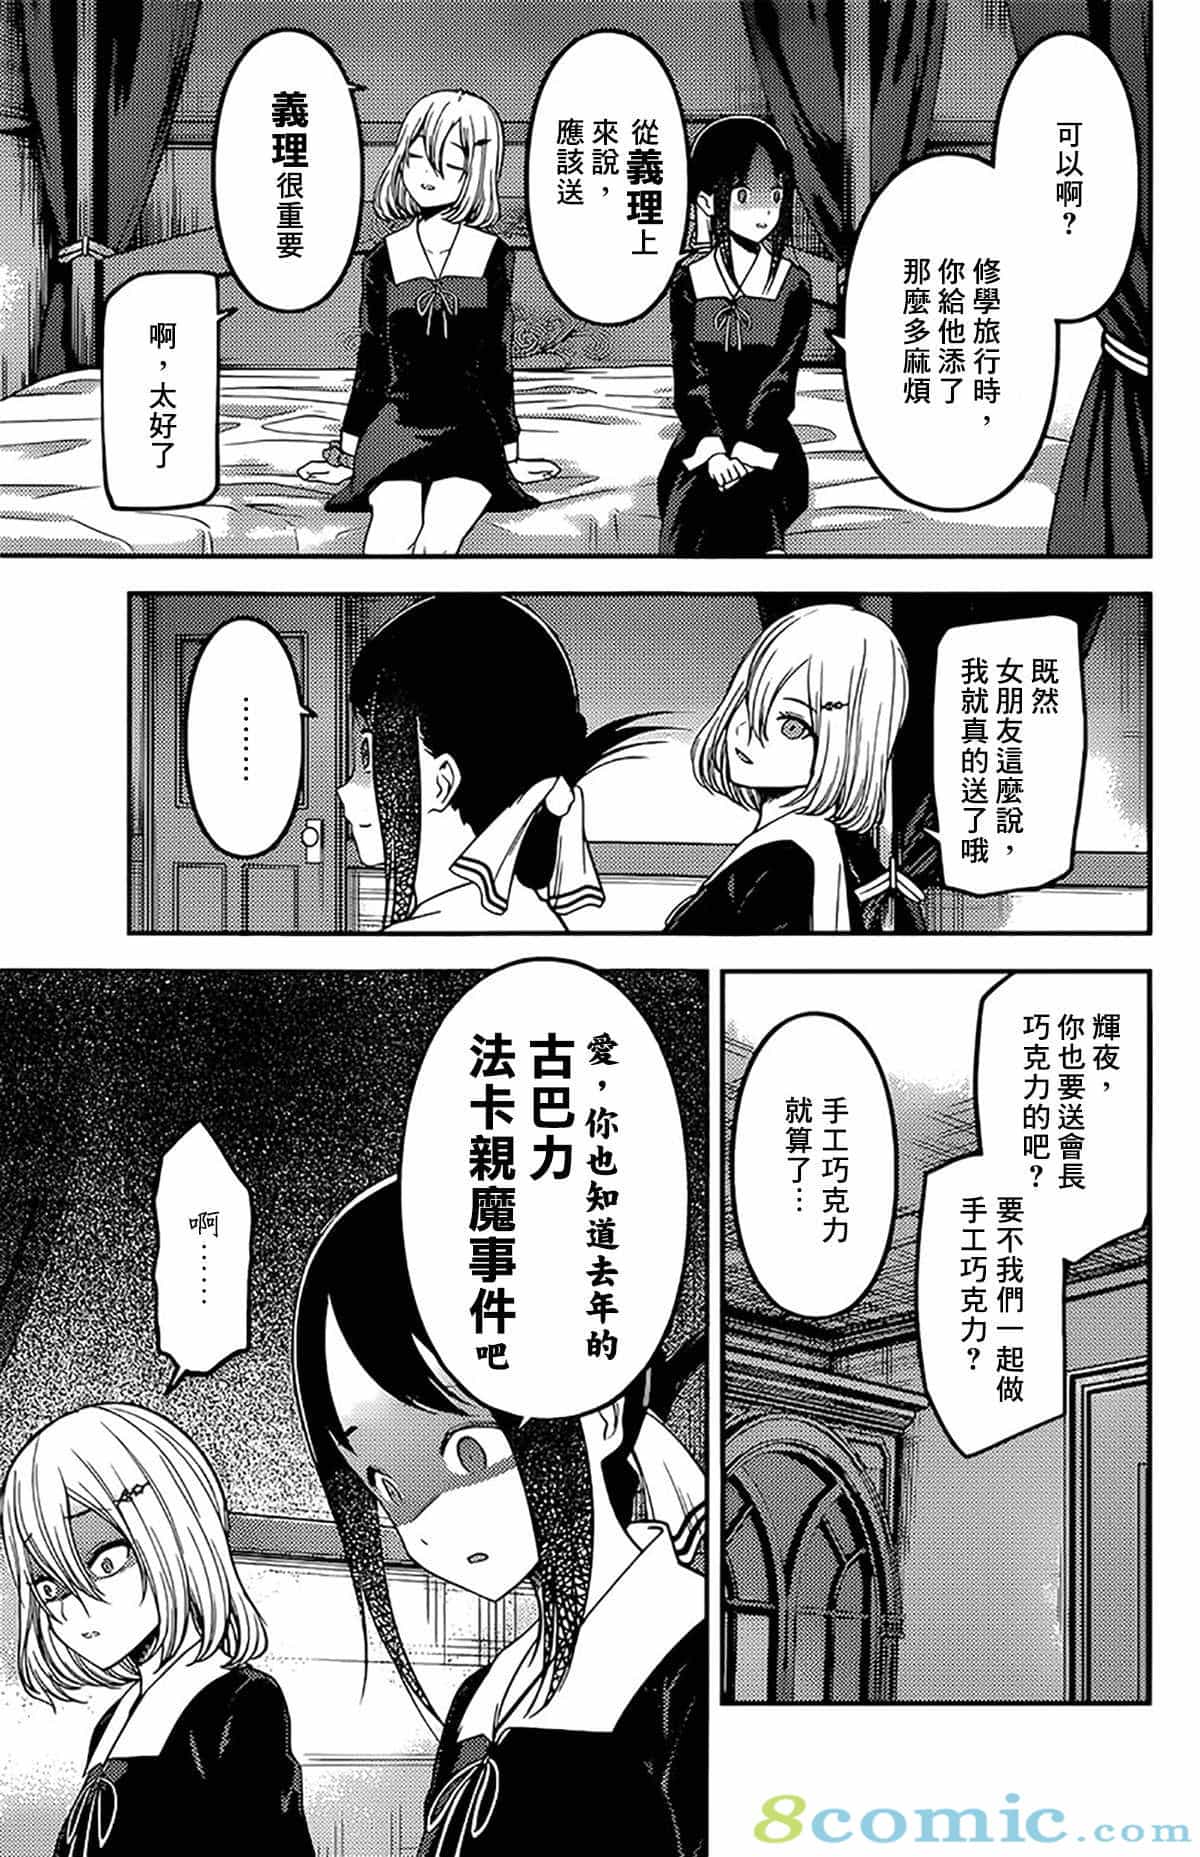 可以啊?
修學旅行時，
你給他添了
那麼多麻煩
從義理上
來說，
應該送
義理很重要
啊，太好了
既然
女朋友這麼說，
我就真的送了哦
………
輝夜，
你也要送會長
巧克力的吧?
要不我們一起做
手工巧克力?
手工巧克力
就算了…
愛，你也知道去年的
古巴力
法卡親魔事件吧
啊……
8comic.com